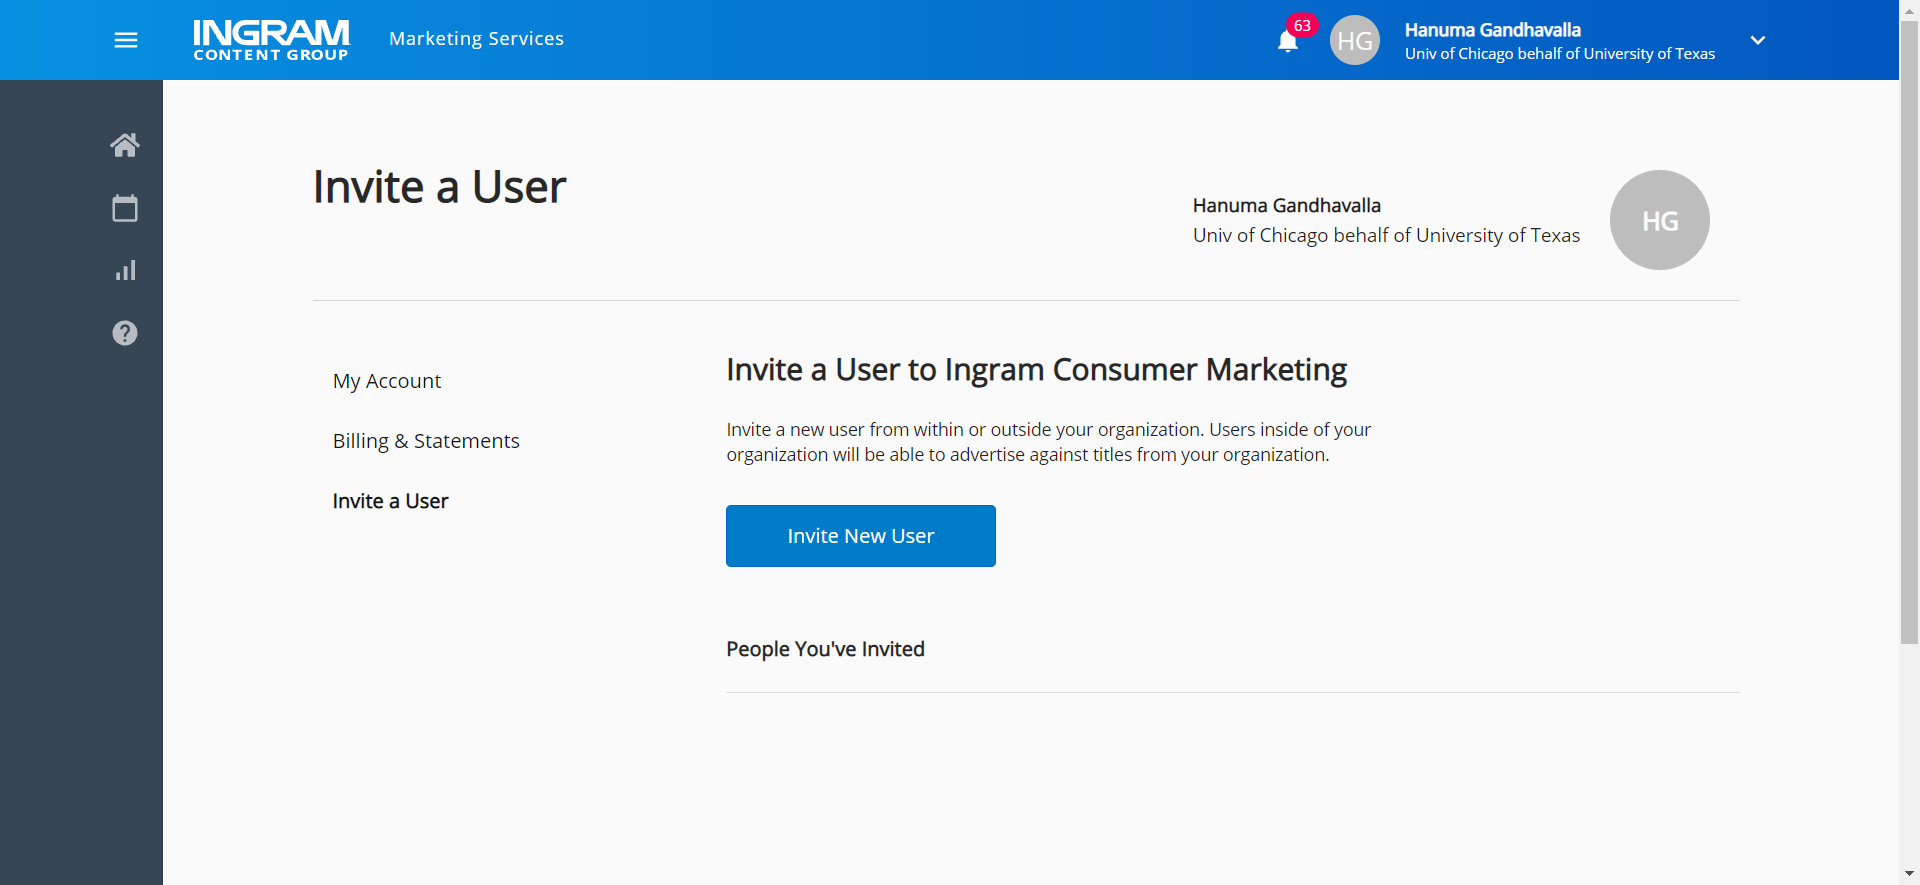 INGRAM
CONTENT GROUP
Marketing Services
63
HG
Hanuma Gandhavalla
Univ of Chicago behalf of University of Texas
Invite a User
Hanuma Gandhavalla
Univ of Chicago behalf of University of Texas
HG
My Account
Billing & Statements
Invite a User
Invite a User to Ingram Consumer Marketing
Invite a new user from within or outside your organization. Users inside of your
organization will be able to advertise against titles from your organization.
Invite New User
People You've Invited